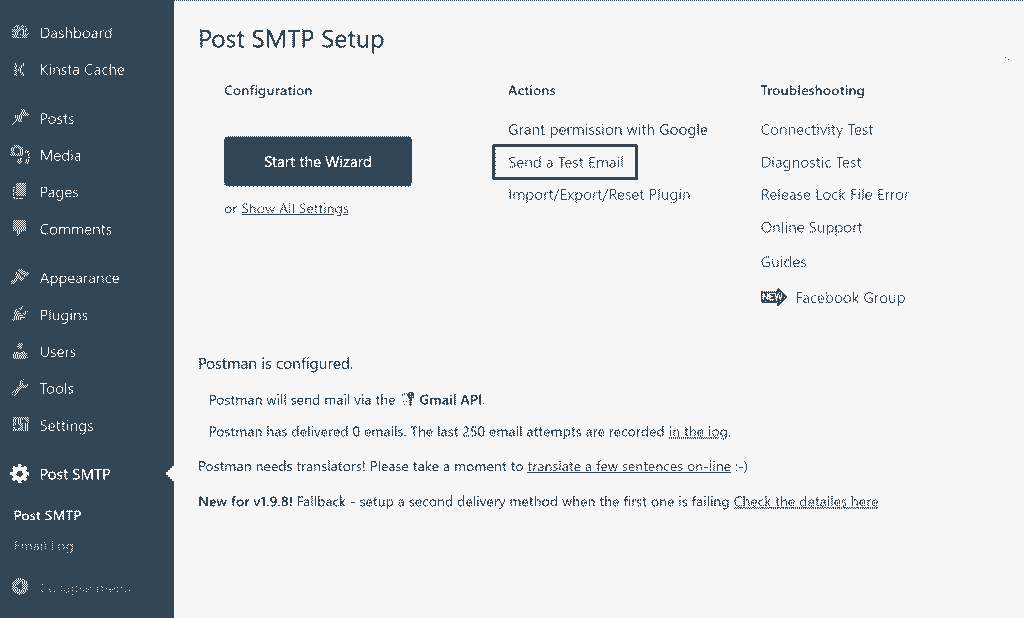 Dashboard
Kinsta Cache
Posts
Media
Pages
Comments
Appearance
Plugins
Users
Tools
Settings
Post SMTP
Post SMTP
Email Log
Collapse menu
Post SMTP Setup
Configuration
Start the Wizard
or Show All Settings
Actions
Grant permission with Google
Send a Test Email
Import/Export/Reset Plugin
Troubleshooting
Connectivity Test
Diagnostic Test
Release Lock File Error
Online Support
Guides
NEW Facebook Group
Postman is configured.
Postman will send mail via the Gmail API.
Postman has delivered 0 emails. The last 250 email attempts are recorded in the log.
Postman needs translators! Please take a moment to translate a few sentences on-line :-)
New for v1.9.8! Fallback - setup a second delivery method when the first one is failing Check the detailes here